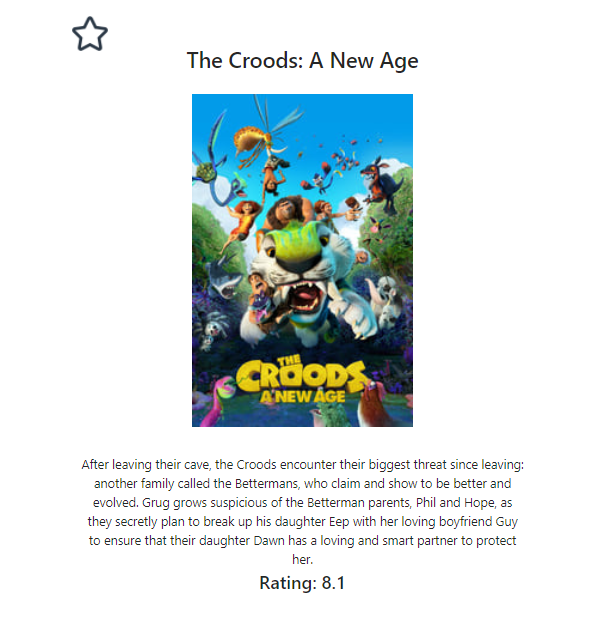 The Croods: A New Age
THE
CROODS
A NEW AGE
After leaving their cave, the Croods encounter their biggest threat since leaving:
another family called the Bettermans, who claim and show to be better and
evolved. Grug grows suspicious of the Betterman parents, Phil and Hope, as
they secretly plan to break up his daughter Eep with her loving boyfriend Guy
to ensure that their daughter Dawn has a loving and smart partner to protect
her.
Rating: 8.1